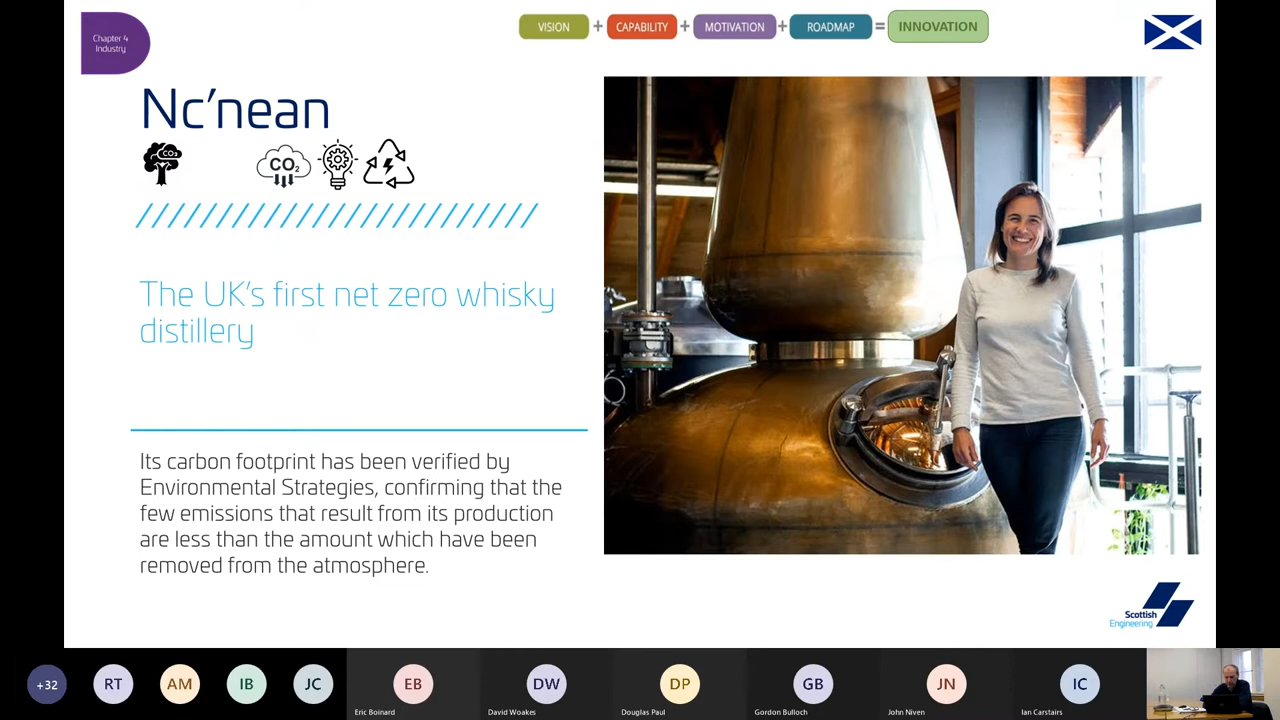 Chapter 4
Industry
VISION + CAPABILITY + MOTIVATION + ROADMAP = INNOVATION
Nc’nean
CO2
CO2
The UK’s first net zero whisky
distillery
Its carbon footprint has been verified by
Environmental Strategies, confirming that the
few emissions that result from its production
are less than the amount which have been
removed from the atmosphere.
Scottish
Engineering
+32 RT AM IB JC EB DW DP GB JN IC
Eric Boinard David Woakes Douglas Paul Gordon Bulloch John Niven Ian Carstairs